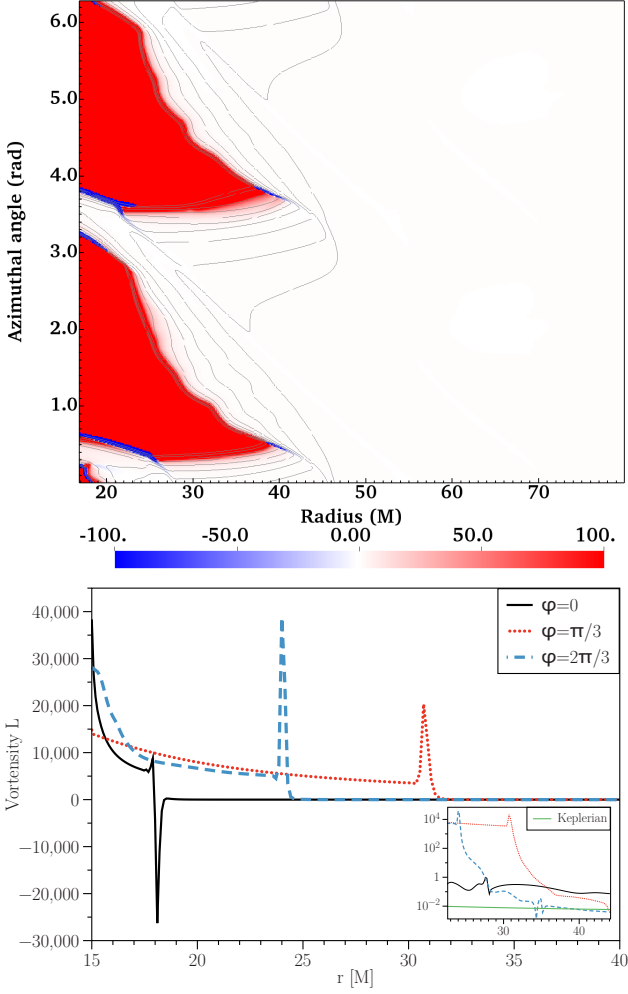 6.0
5.0
4.0
3.0
2.0
1.0
Azimuthal angle (rad)
20 30 40 50 60 70
Radius (M)
-100. -50.0 0.00 50.0 100.
40,000
30,000
20,000
10,000
0
−10,000
−20,000
−30,000
Vortensity L
φ=0
φ=π/3
φ=2π/3
Keplerian
10⁴
10²
1
10⁻²
30 40
15 20 25 30 35 40
r [M]